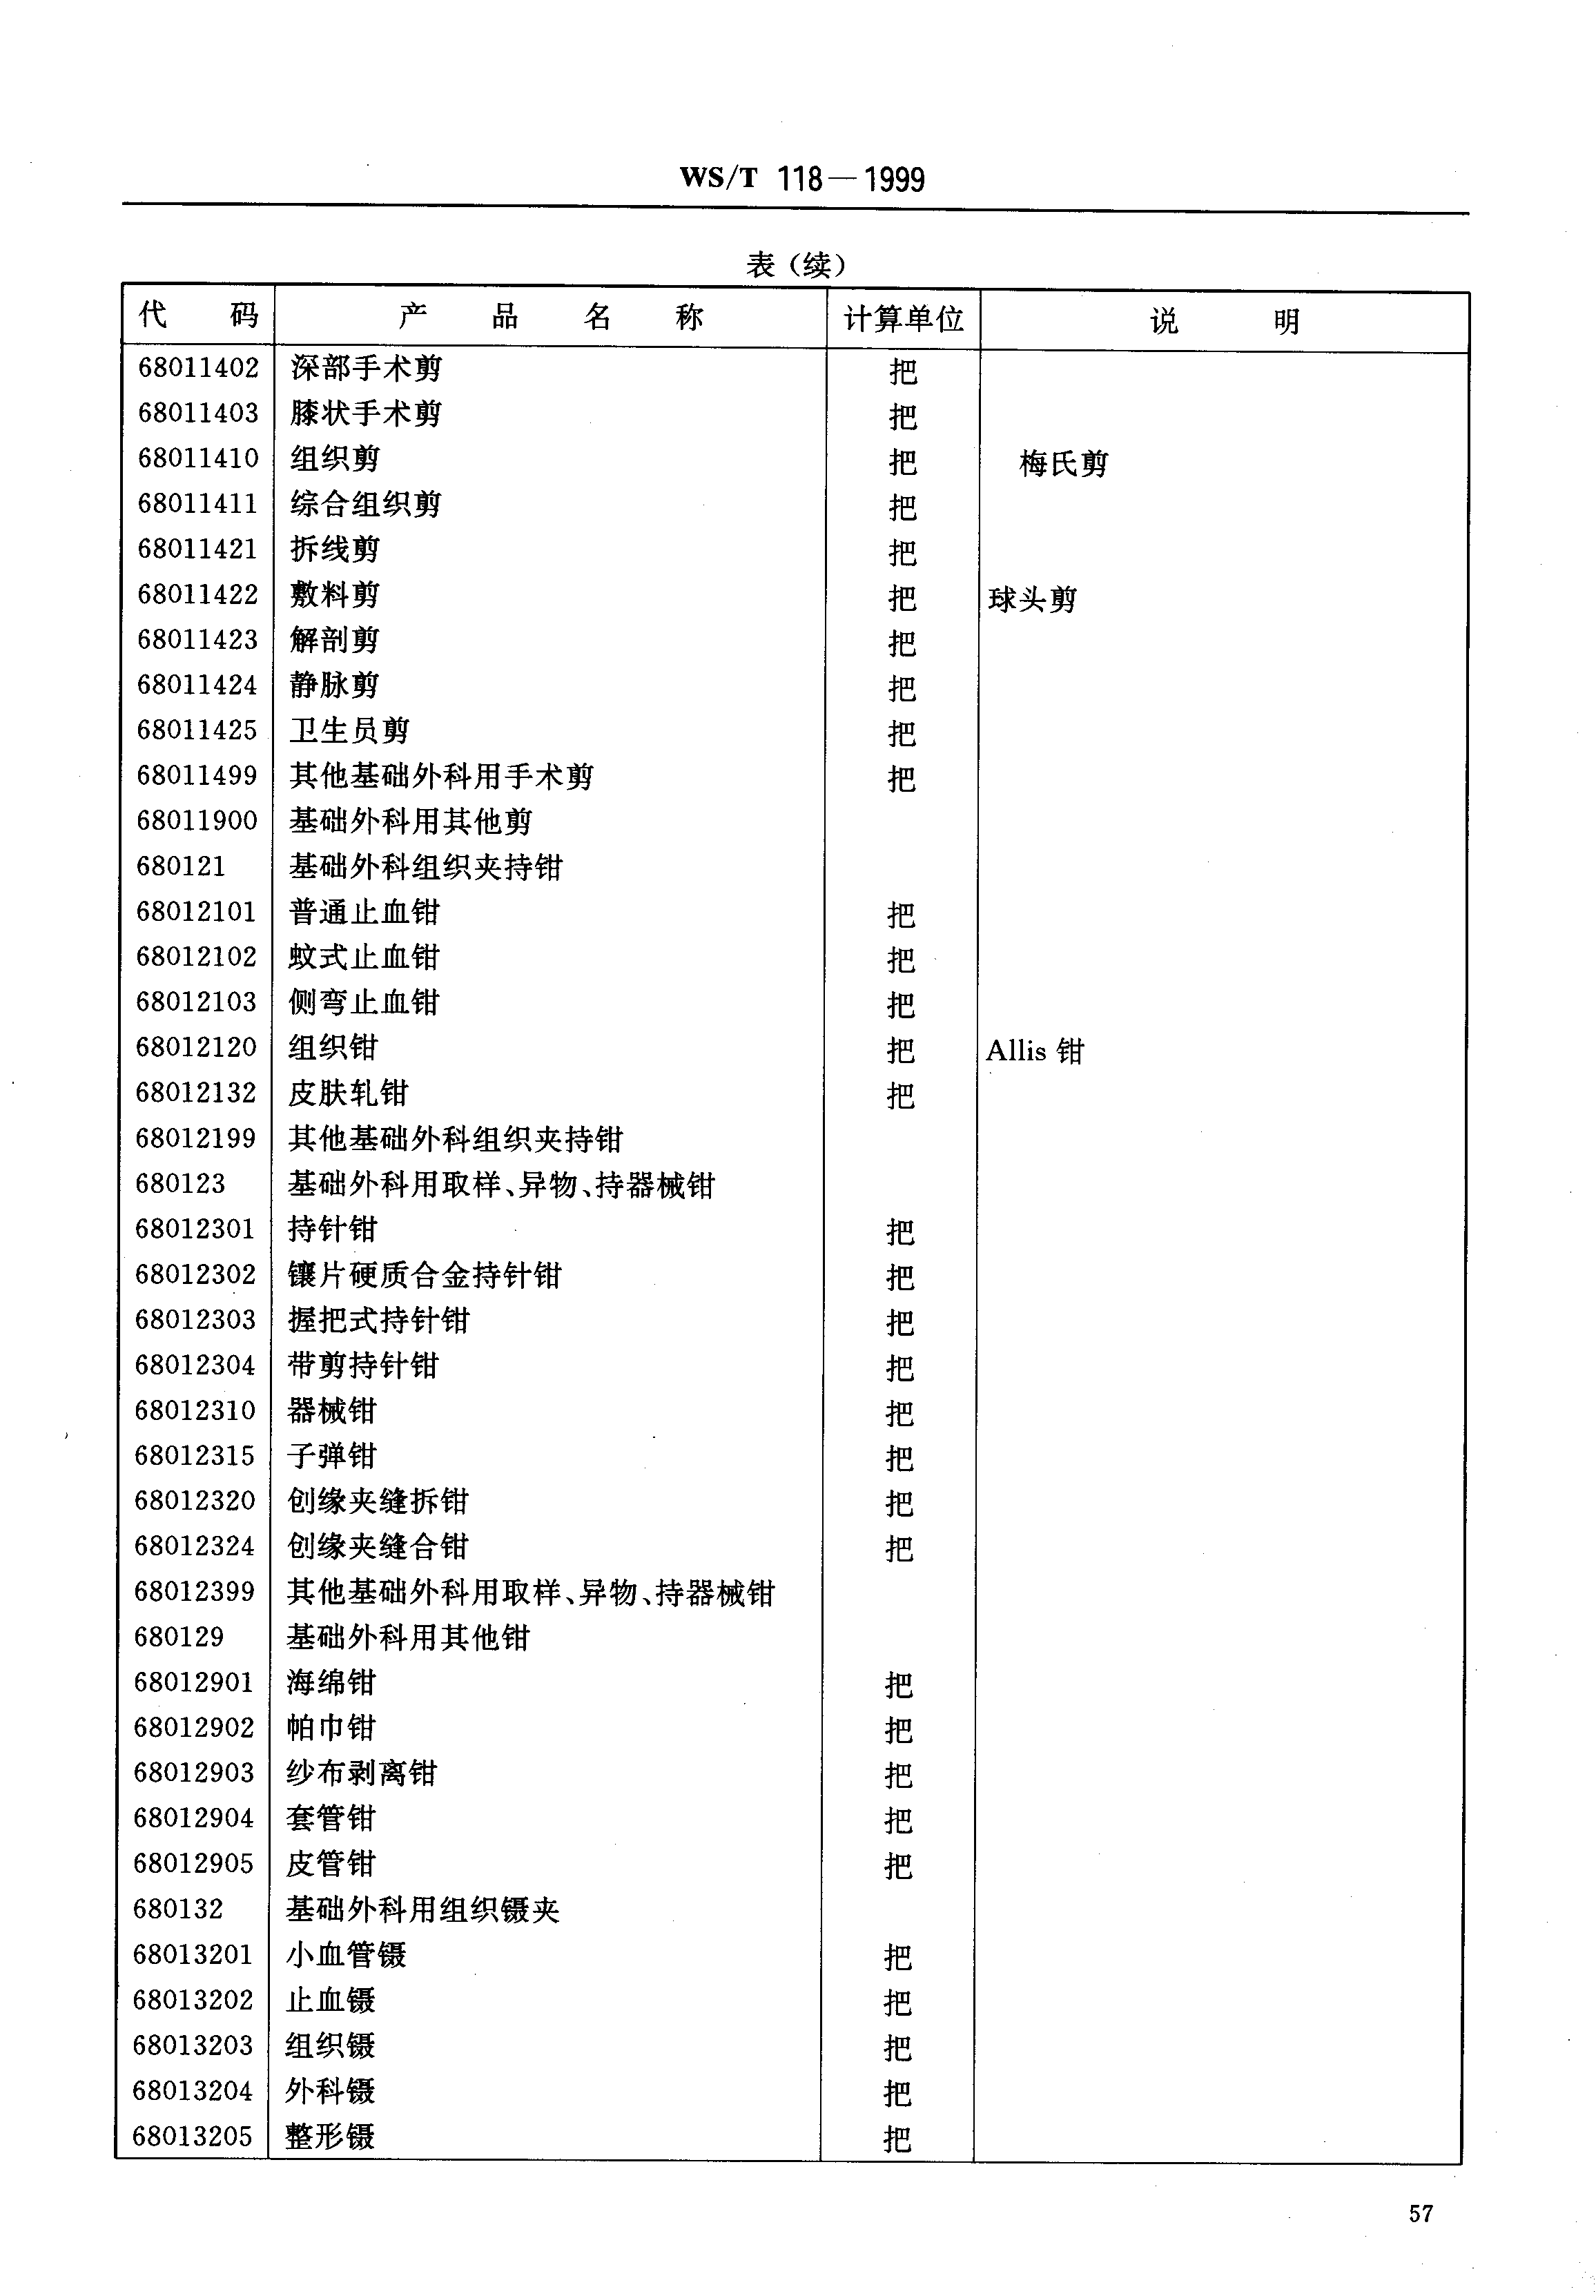 WS/T 118—1999
表（续）
代 码 产 品 名 称 计算单位 说 明
68011402 深部手术剪 把
68011403 膝状手术剪 把
68011410 组织剪 把 梅氏剪
68011411 综合组织剪 把
68011421 拆线剪 把
68011422 敷料剪 把 球头剪
68011423 解剖剪 把
68011424 静脉剪 把
68011425 卫生员剪 把
68011499 其他基础外科用手术剪 把
68011900 基础外科用其他剪
680121 基础外科组织夹持钳
68012101 普通止血钳 把
68012102 蚊式止血钳 把
68012103 侧弯止血钳 把
68012120 组织钳 把 Allis 钳
68012132 皮肤轧钳 把
68012199 其他基础外科组织夹持钳
680123 基础外科用取样、异物、持器械钳
68012301 持针钳 把
68012302 镶片硬质合金持针钳 把
68012303 握把式持针钳 把
68012304 带剪持针钳 把
68012310 器械钳 把
68012315 子弹钳 把
68012320 创缘夹缝拆钳 把
68012324 创缘夹缝合钳 把
68012399 其他基础外科用取样、异物、持器械钳
680129 基础外科用其他钳
68012901 海绵钳 把
68012902 帕巾钳 把
68012903 纱布剥离钳 把
68012904 套管钳 把
68012905 皮管钳 把
680132 基础外科用组织镊夹
68013201 小血管镊 把
68013202 止血镊 把
68013203 组织镊 把
68013204 外科镊 把
68013205 整形镊 把
57